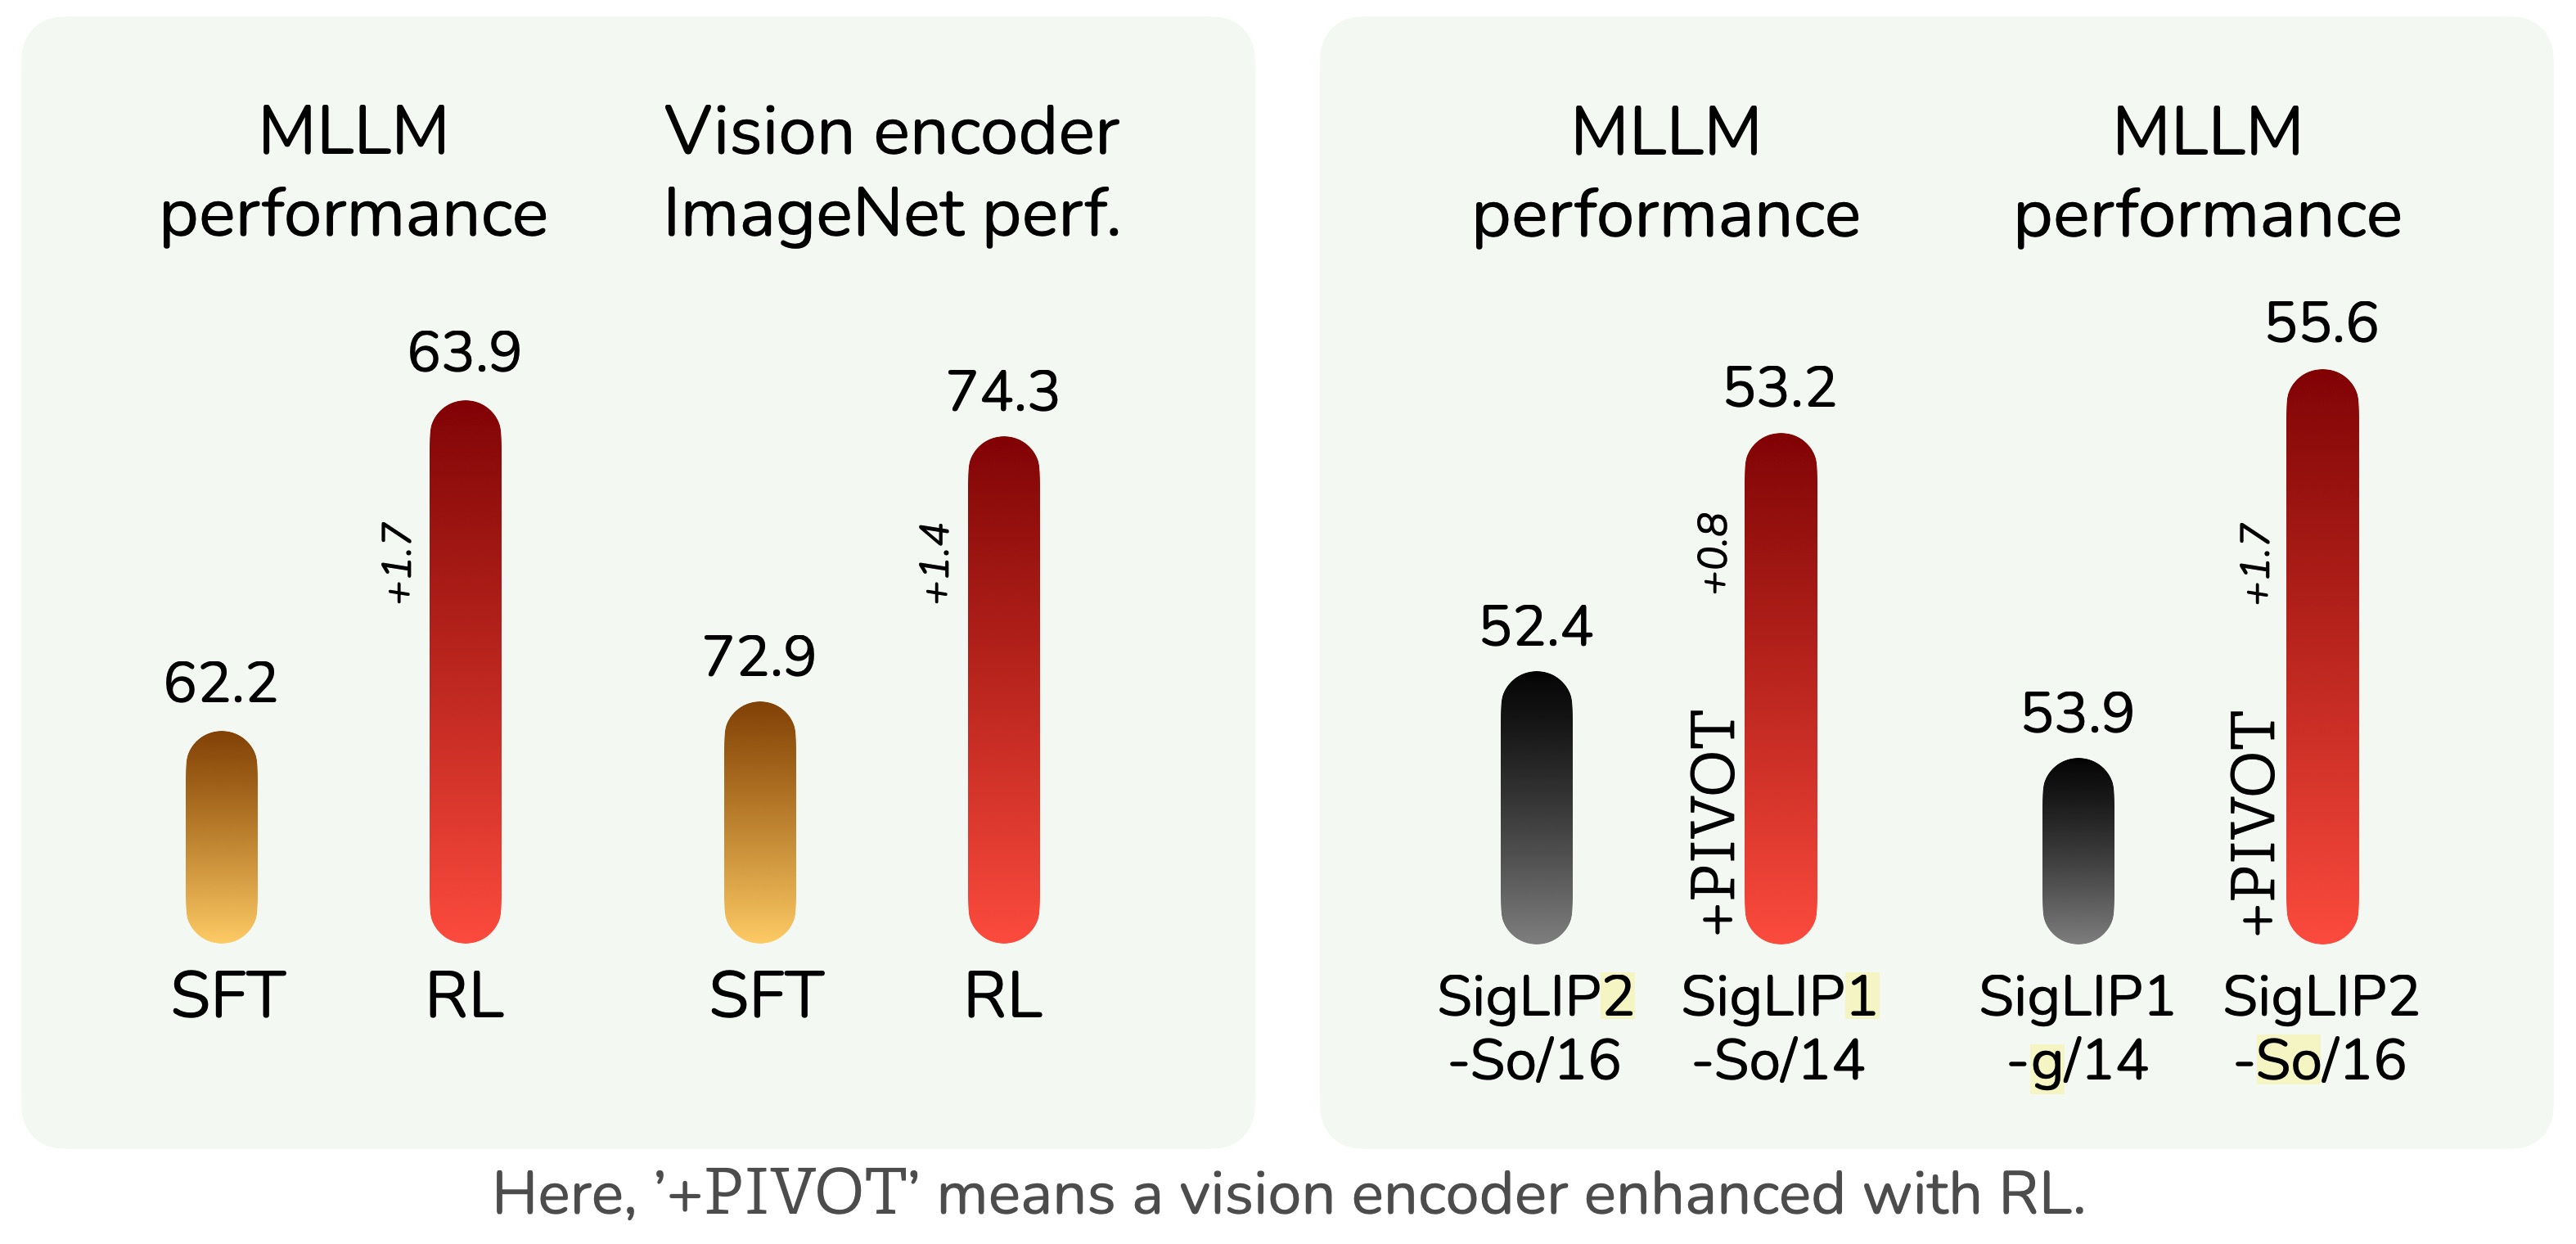 MLLM
performance
Vision encoder
ImageNet perf.
63.9
+1.7
62.2
SFT
RL
74.3
+1.4
72.9
SFT
RL
MLLM
performance
MLLM
performance
53.2
+0.8
52.4
+PIVOT
SigLIP2
-So/16
SigLIP1
-So/14
55.6
+1.7
53.9
+PIVOT
SigLIP1
-g/14
SigLIP2
-So/16
Here, ’+PIVOT’ means a vision encoder enhanced with RL.